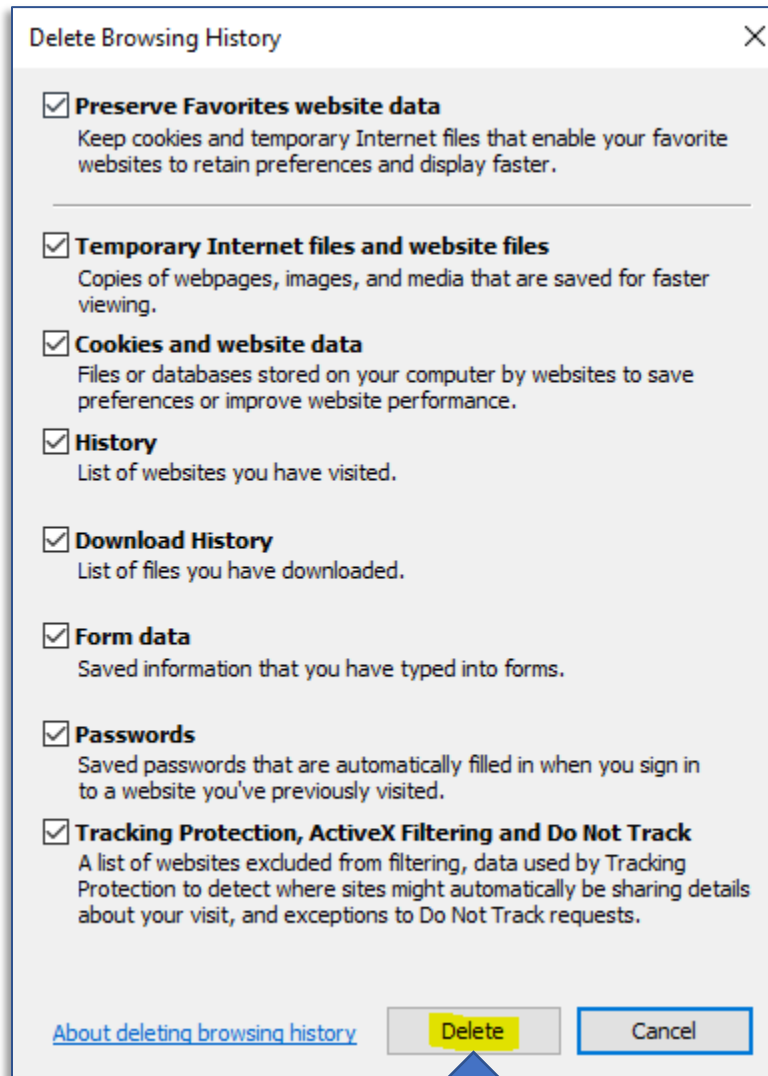 Delete Browsing History
Preserve Favorites website data
Keep cookies and temporary Internet files that enable your favorite
websites to retain preferences and display faster.
Temporary Internet files and website files
Copies of webpages, images, and media that are saved for faster
viewing.
Cookies and website data
Files or databases stored on your computer by websites to save
preferences or improve website performance.
History
List of websites you have visited.
Download History
List of files you have downloaded.
Form data
Saved information that you have typed into forms.
Passwords
Saved passwords that are automatically filled in when you sign in
to a website you've previously visited.
Tracking Protection, ActiveX Filtering and Do Not Track
A list of websites excluded from filtering, data used by Tracking
Protection to detect where sites might automatically be sharing details
about your visit, and exceptions to Do Not Track requests.
About deleting browsing history Delete Cancel